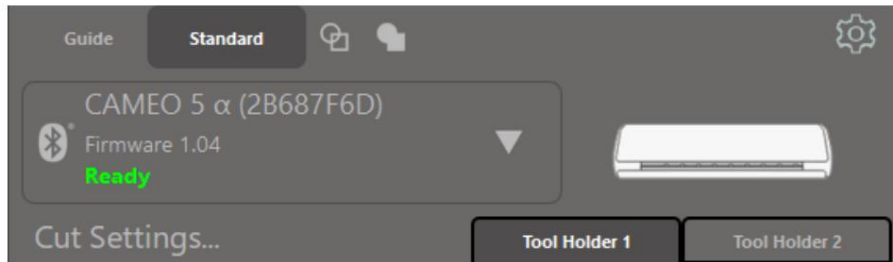 Guide Standard
CAMEO 5 α (2B687F6D)
Firmware 1.04
Ready
Cut Settings... Tool Holder 1 Tool Holder 2